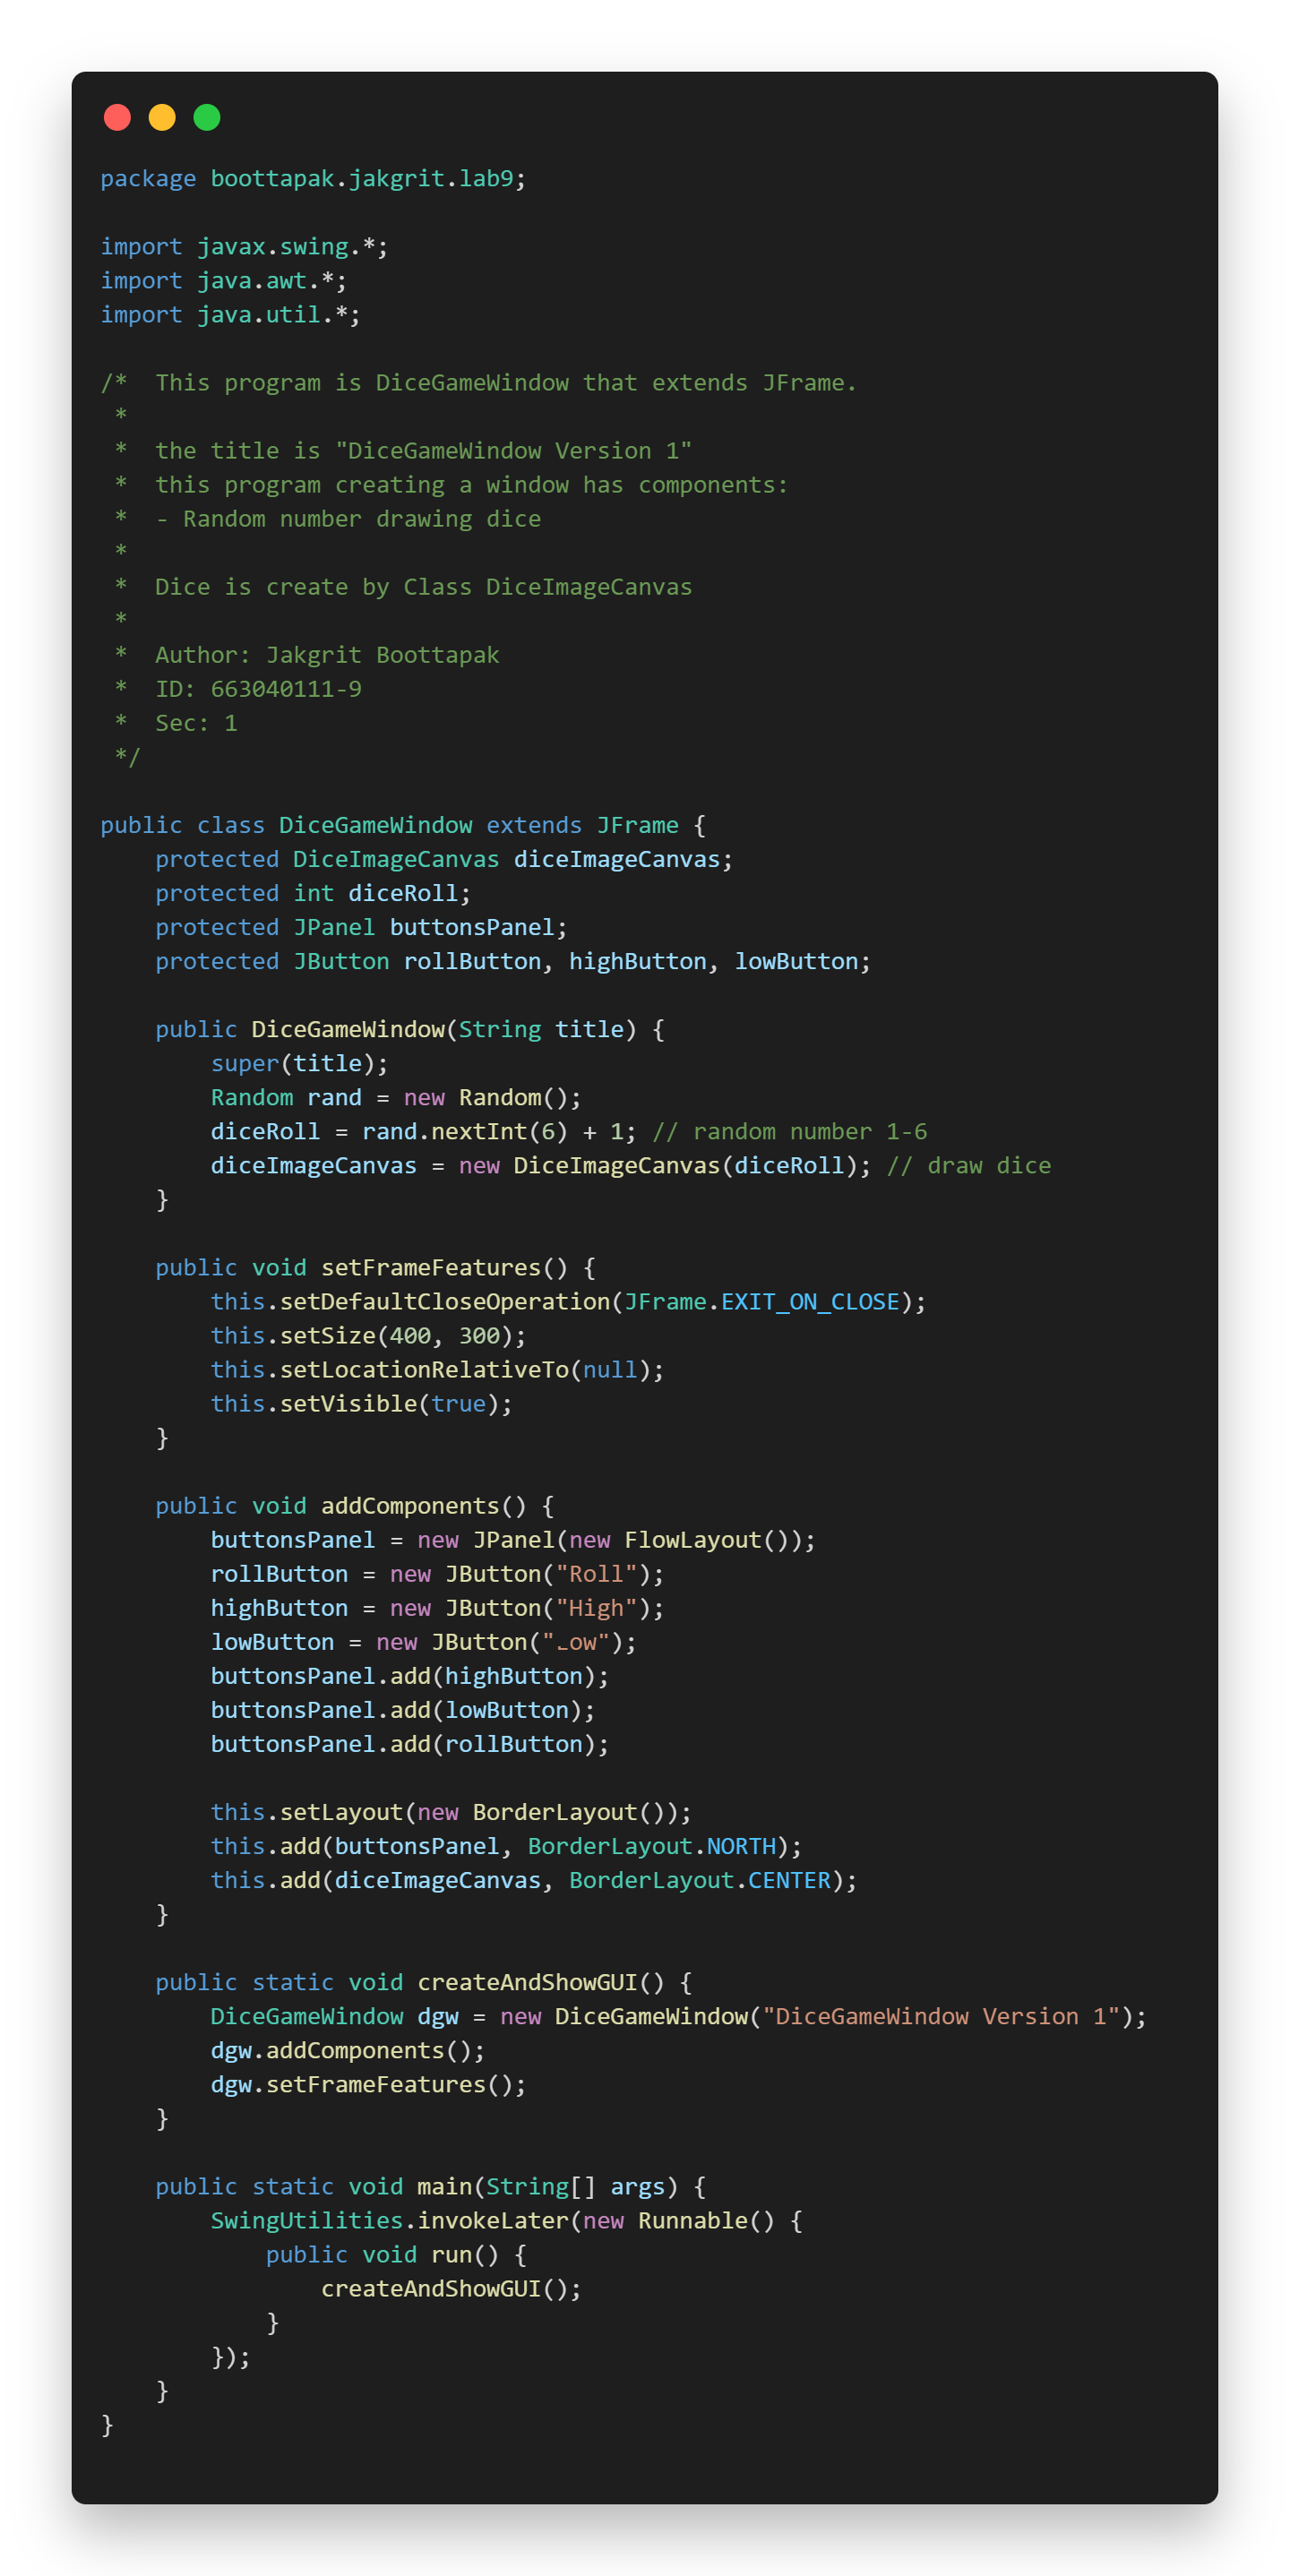 package boottapak.jakgrit.lab9;

import javax.swing.*;
import java.awt.*;
import java.util.*;

/*  This program is DiceGameWindow that extends JFrame.
 *
 *  the title is "DiceGameWindow Version 1"
 *  this program creating a window has components:
 *  - Random number drawing dice
 *
 *  Dice is create by Class DiceImageCanvas
 *
 *  Author: Jakgrit Boottapak
 *  ID: 663040111-9
 *  Sec: 1
 */

public class DiceGameWindow extends JFrame {
    protected DiceImageCanvas diceImageCanvas;
    protected int diceRoll;
    protected JPanel buttonsPanel;
    protected JButton rollButton, highButton, lowButton;

    public DiceGameWindow(String title) {
        super(title);
        Random rand = new Random();
        diceRoll = rand.nextInt(6) + 1; // random number 1-6
        diceImageCanvas = new DiceImageCanvas(diceRoll); // draw dice
    }

    public void setFrameFeatures() {
        this.setDefaultCloseOperation(JFrame.EXIT_ON_CLOSE);
        this.setSize(400, 300);
        this.setLocationRelativeTo(null);
        this.setVisible(true);
    }

    public void addComponents() {
        buttonsPanel = new JPanel(new FlowLayout());
        rollButton = new JButton("Roll");
        highButton = new JButton("High");
        lowButton = new JButton("Low");
        buttonsPanel.add(highButton);
        buttonsPanel.add(lowButton);
        buttonsPanel.add(rollButton);

        this.setLayout(new BorderLayout());
        this.add(buttonsPanel, BorderLayout.NORTH);
        this.add(diceImageCanvas, BorderLayout.CENTER);
    }

    public static void createAndShowGUI() {
        DiceGameWindow dgw = new DiceGameWindow("DiceGameWindow Version 1");
        dgw.addComponents();
        dgw.setFrameFeatures();
    }

    public static void main(String[] args) {
        SwingUtilities.invokeLater(new Runnable() {
            public void run() {
                createAndShowGUI();
            }
        });
    }
}